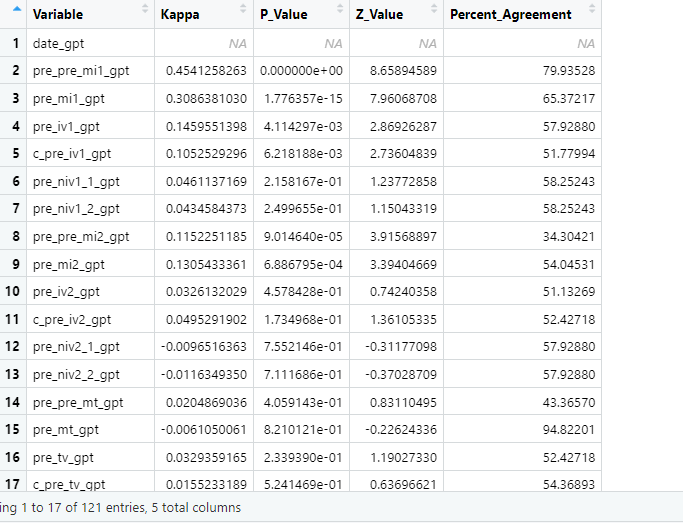 Variable Kappa P_Value Z_Value Percent_Agreement
1 date_gpt NA NA NA NA
2 pre_pre_mi1_gpt 0.4541258263 0.000000e+00 8.65894589 79.93528
3 pre_mi1_gpt 0.3086381030 1.776357e-15 7.96068708 65.37217
4 pre_iv1_gpt 0.1459551398 4.114297e-03 2.86926287 57.92880
5 c_pre_iv1_gpt 0.1052529296 6.218188e-03 2.73604839 51.77994
6 pre_niv1_1_gpt 0.0461137169 2.158167e-01 1.23772858 58.25243
7 pre_niv1_2_gpt 0.0434584373 2.499655e-01 1.15043319 58.25243
8 pre_pre_mi2_gpt 0.1152251185 9.014640e-05 3.91568897 34.30421
9 pre_mi2_gpt 0.1305433361 6.886795e-04 3.39404669 54.04531
10 pre_iv2_gpt 0.0326132029 4.578428e-01 0.74240358 51.13269
11 c_pre_iv2_gpt 0.0495291902 1.734968e-01 1.36105335 52.42718
12 pre_niv2_1_gpt -0.0096516363 7.552146e-01 -0.31177098 57.92880
13 pre_niv2_2_gpt -0.0116349350 7.111686e-01 -0.37028709 57.92880
14 pre_pre_mt_gpt 0.0204869036 4.059143e-01 0.83110495 43.36570
15 pre_mt_gpt -0.0061050061 8.210121e-01 -0.22624336 94.82201
16 pre_tv_gpt 0.0329359165 2.339390e-01 1.19027330 52.42718
17 c_pre_tv_gpt 0.0155233189 5.241469e-01 0.63696621 54.36893
ing 1 to 17 of 121 entries, 5 total columns